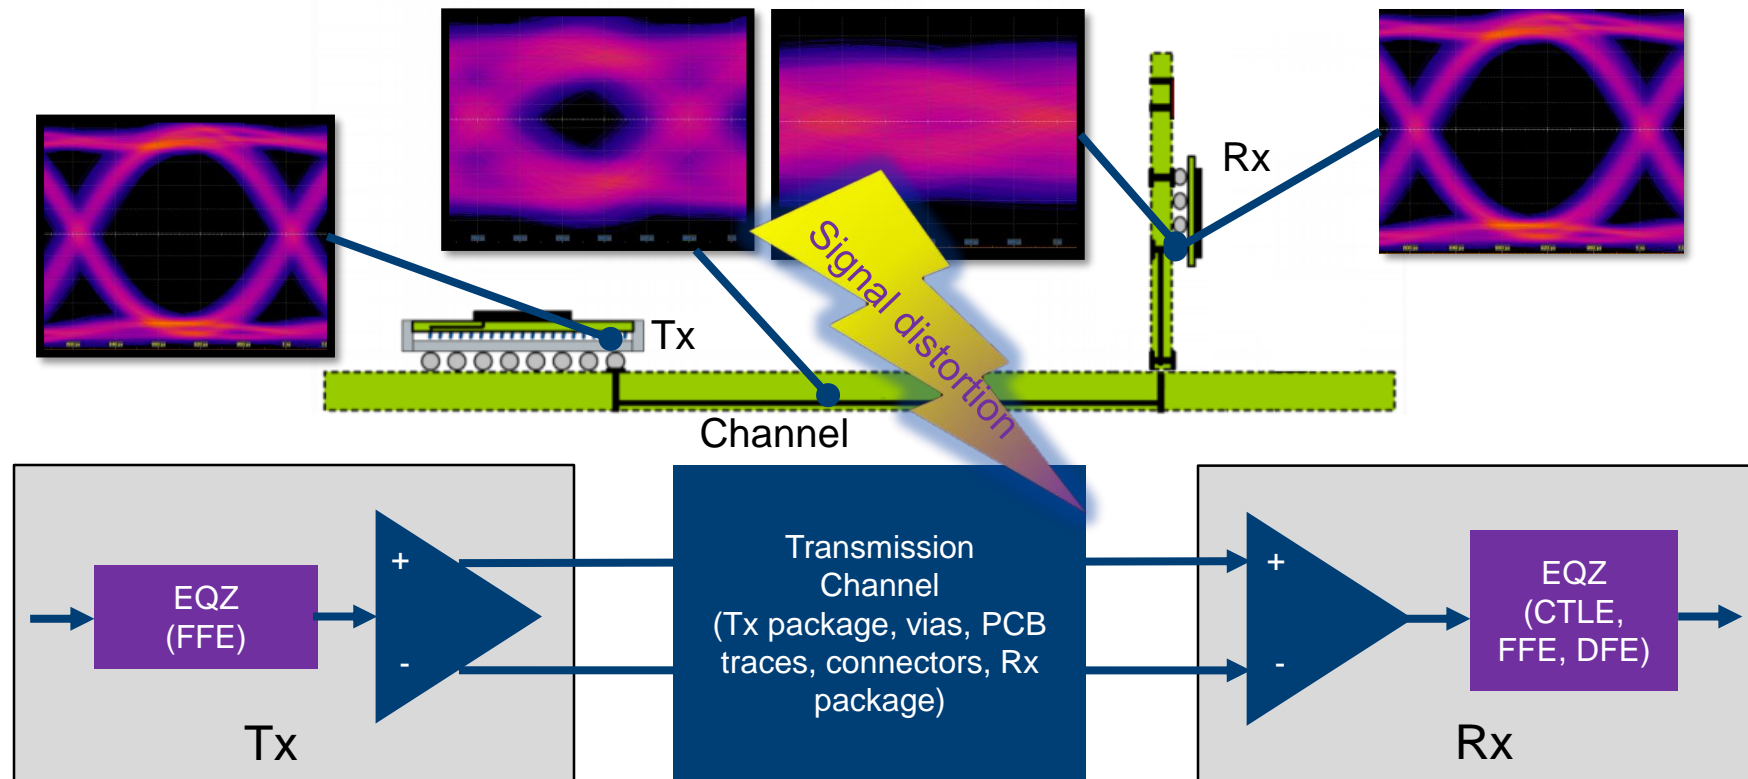 Rx
Signal distortion
Tx
Channel
EQZ
(FFE)
+
-
Tx
Transmission
Channel
(Tx package, vias, PCB
traces, connectors, Rx
package)
+
-
EQZ
(CTLE,
FFE, DFE)
Rx